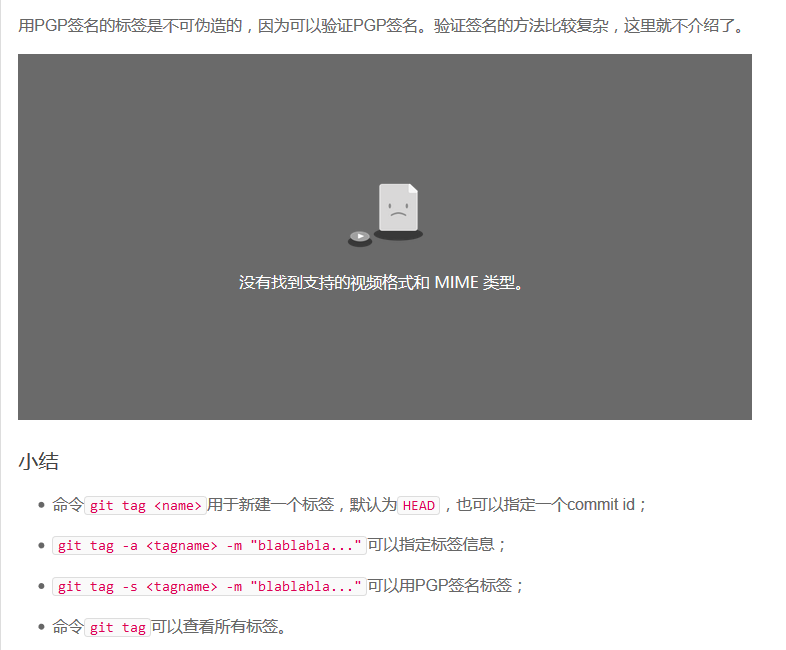 用PGP签名的标签是不可伪造的，因为可以验证PGP签名。验证签名的方法比较复杂，这里就不介绍了。
没有找到支持的视频格式和 MIME 类型。
小结
命令git tag <name>用于新建一个标签，默认为HEAD，也可以指定一个commit id；
git tag -a <tagname> -m "blablabla..."可以指定标签信息；
git tag -s <tagname> -m "blablabla..."可以用PGP签名标签；
命令git tag可以查看所有标签。